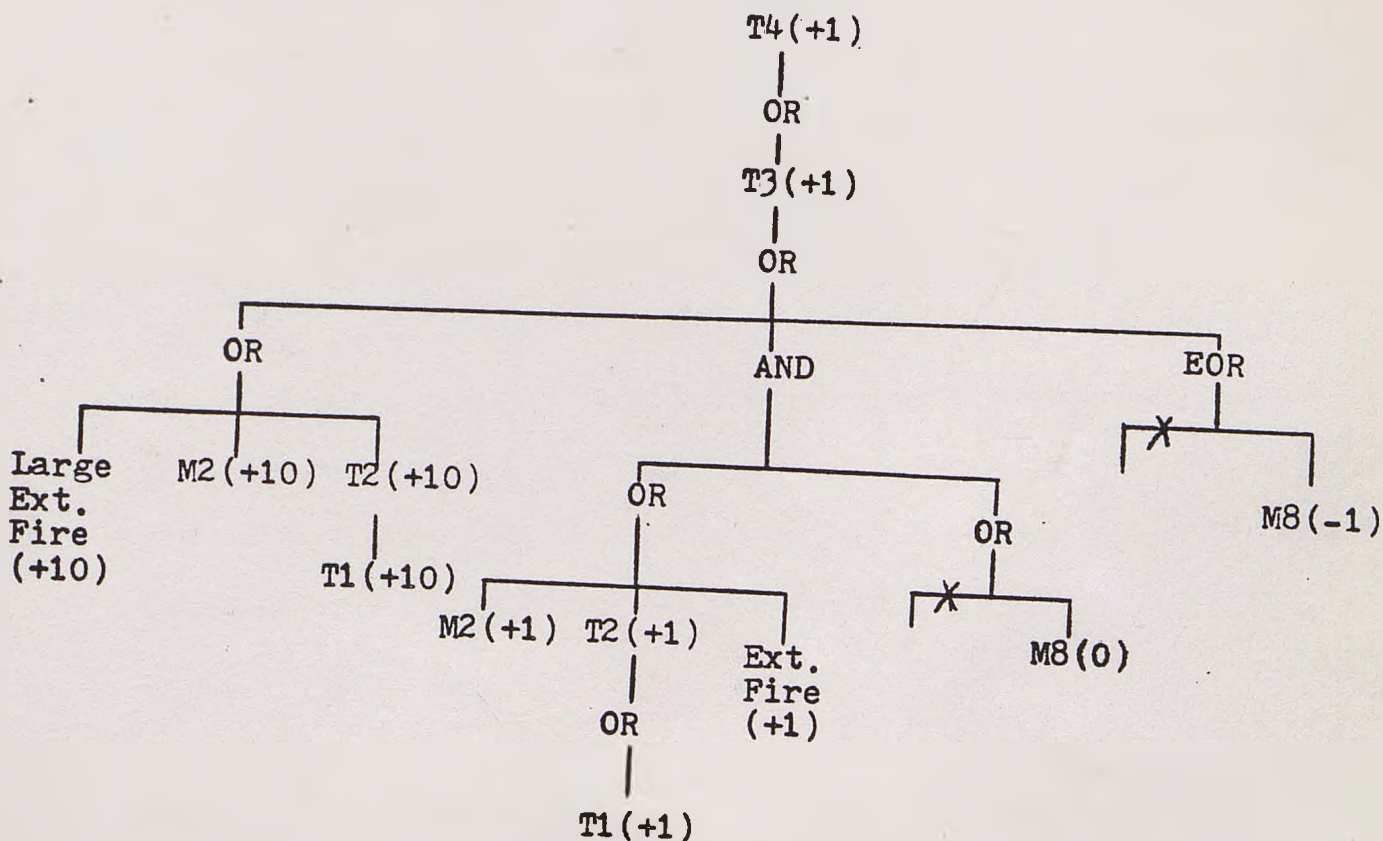 T4(+1)
OR
T3(+1)
OR
OR
AND
EOR
Large
Ext.
Fire
(+10)
M2(+10)
T2(+10)
T1(+10)
OR
OR
M8(-1)
M2(+1)
T2(+1)
Ext.
Fire
(+1)
M8(0)
OR
T1(+1)